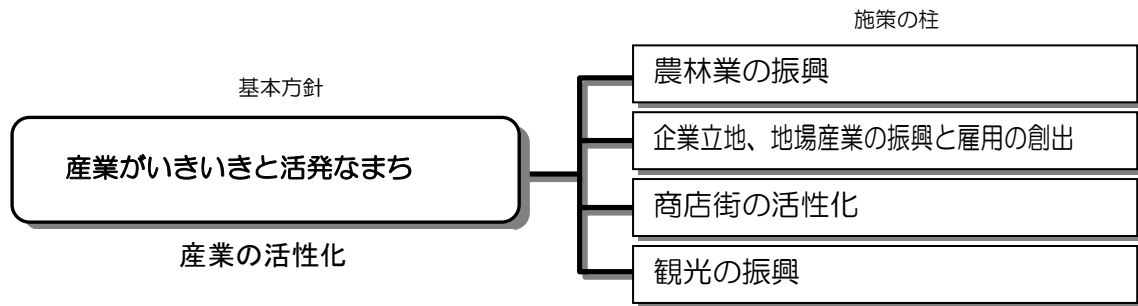 施策の柱
基本方針
産業がいきいきと活発なまち
産業の活性化
農林業の振興
企業立地、地場産業の振興と雇用の創出
商店街の活性化
観光の振興